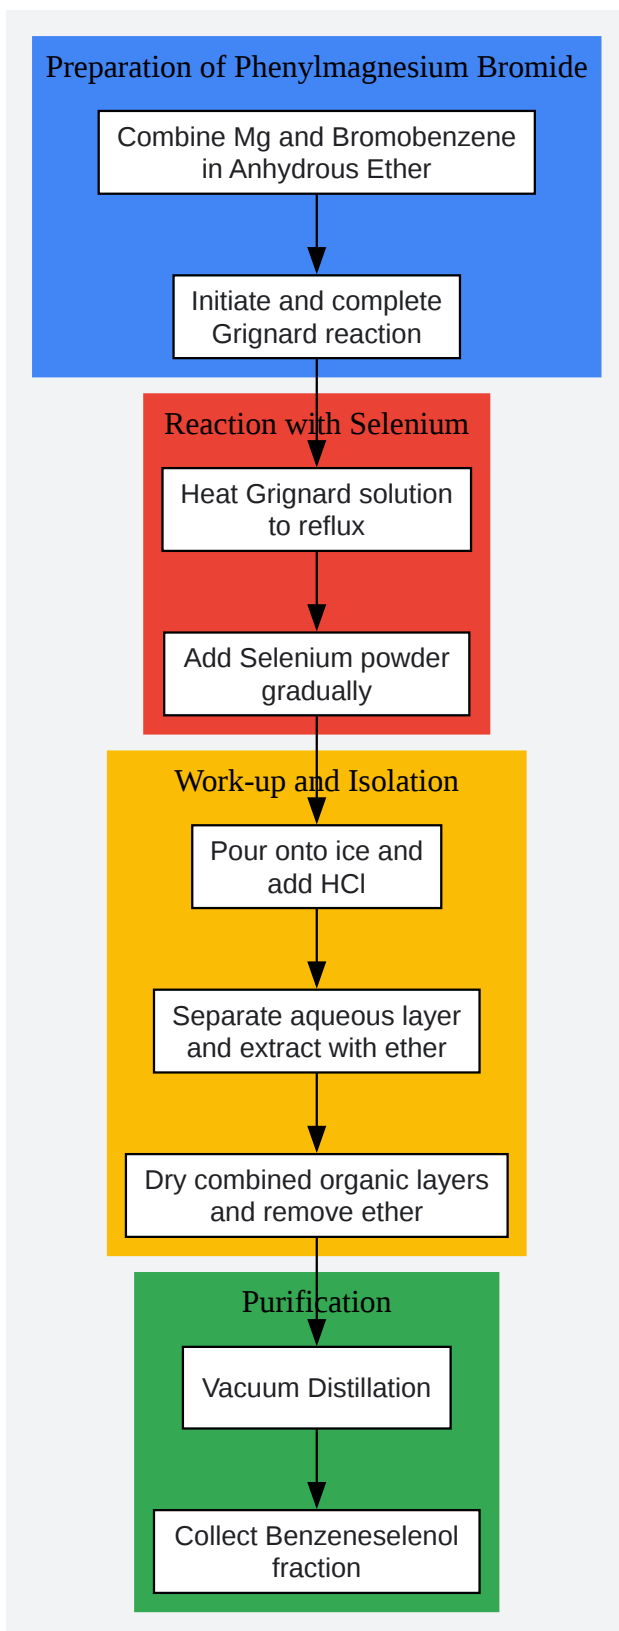 Preparation of Phenylmagnesium Bromide
Combine Mg and Bromobenzene
in Anhydrous Ether
Initiate and complete
Grignard reaction
Reaction with Selenium
Heat Grignard solution
to reflux
Add Selenium powder
gradually
Work-up and Isolation
Pour onto ice and
add HCl
Separate aqueous layer
and extract with ether
Dry combined organic layers
and remove ether
Purification
Vacuum Distillation
Collect Benzeneselenol
fraction